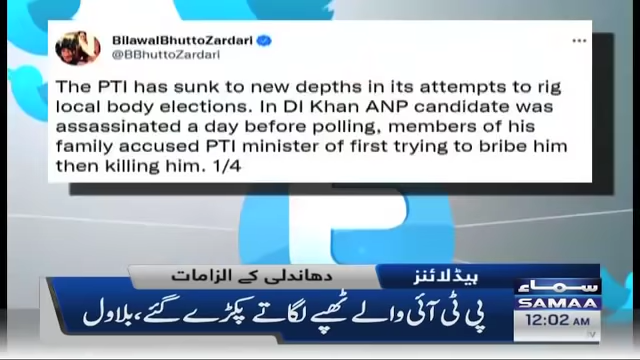 BilawalBhuttoZardari
@BBhuttoZardari
The PTI has sunk to new depths in its attempts to rig
local body elections. In DI Khan ANP candidate was
assassinated a day before polling, members of his
family accused PTI minister of first trying to bribe him
then killing him. 1/4
ہیڈلائنز
دھاندلی کے الزامات
پی ٹی آئی والے ٹھپے لگاتے پکڑے گئے، بلاول
سماء
SAMAA
TV
12:02 AM